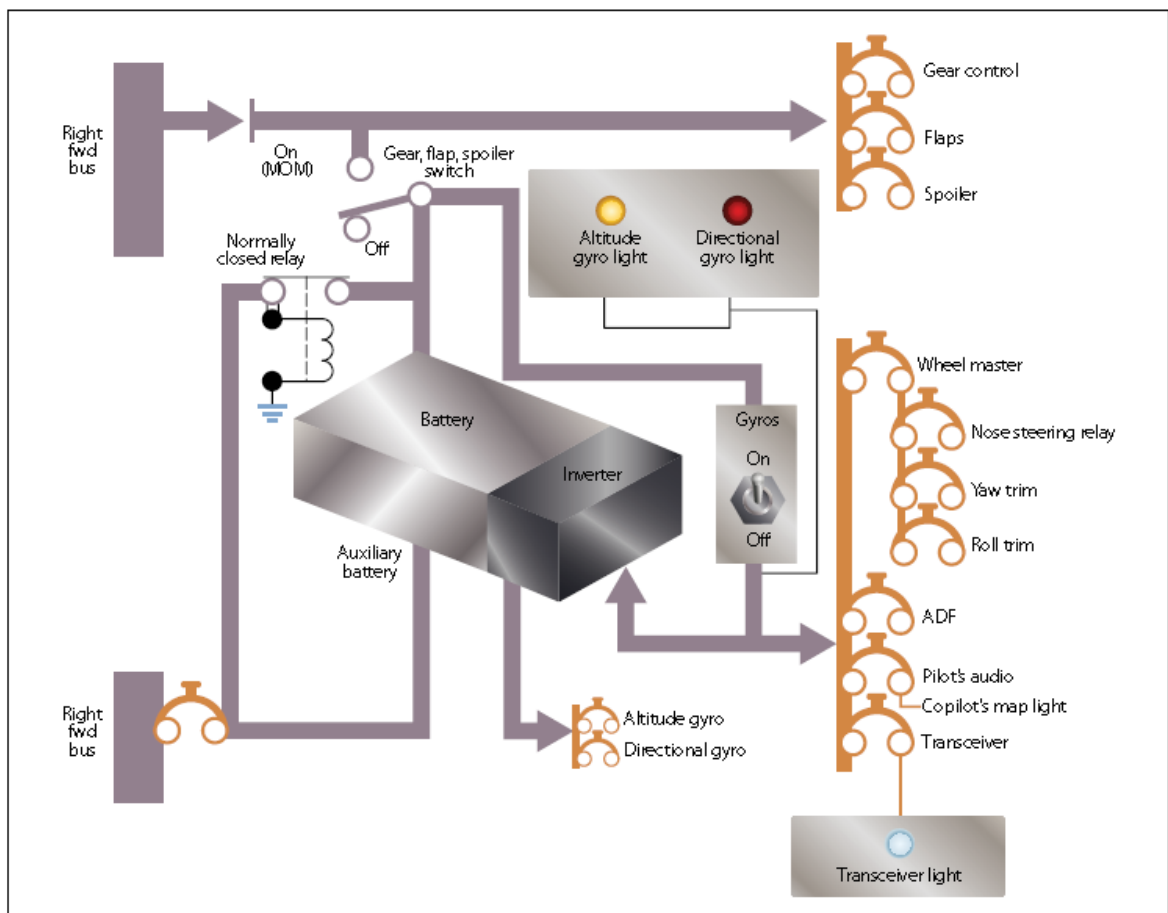 Right
fwd
bus
On
(MOM)
Gear, flap, spoiler
switch
Off
Normally
closed relay
Gear control
Flaps
Spoiler
Altitude
gyro light
Directional
gyro light
Battery
Inverter
Auxiliary
battery
Gyros
On
Off
Wheel master
Nose steering relay
Yaw trim
Roll trim
ADF
Pilot's audio
Copilot's map light
Transceiver
Right
fwd
bus
Altitude gyro
Directional gyro
Transceiver light